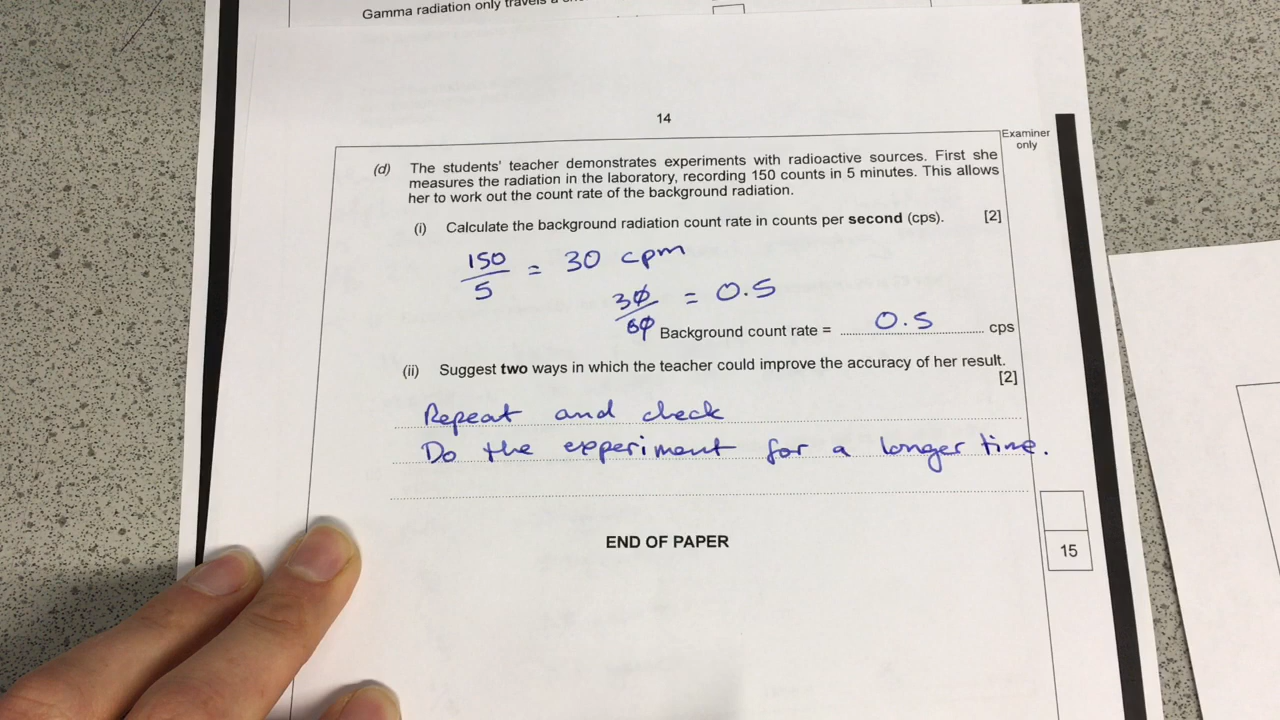 Gamma radiation only travels a
14
Examiner
only
(d) The students' teacher demonstrates experiments with radioactive sources. First she
measures the radiation in the laboratory, recording 150 counts in 5 minutes. This allows
her to work out the count rate of the background radiation.
(i) Calculate the background radiation count rate in counts per second (cps). [2]
150/5 = 30 cpm
30/60 = 0.5
Background count rate = 0.5 cps
(ii) Suggest two ways in which the teacher could improve the accuracy of her result.
[2]
Repeat and check
Do the experiment for a longer time.
END OF PAPER
15